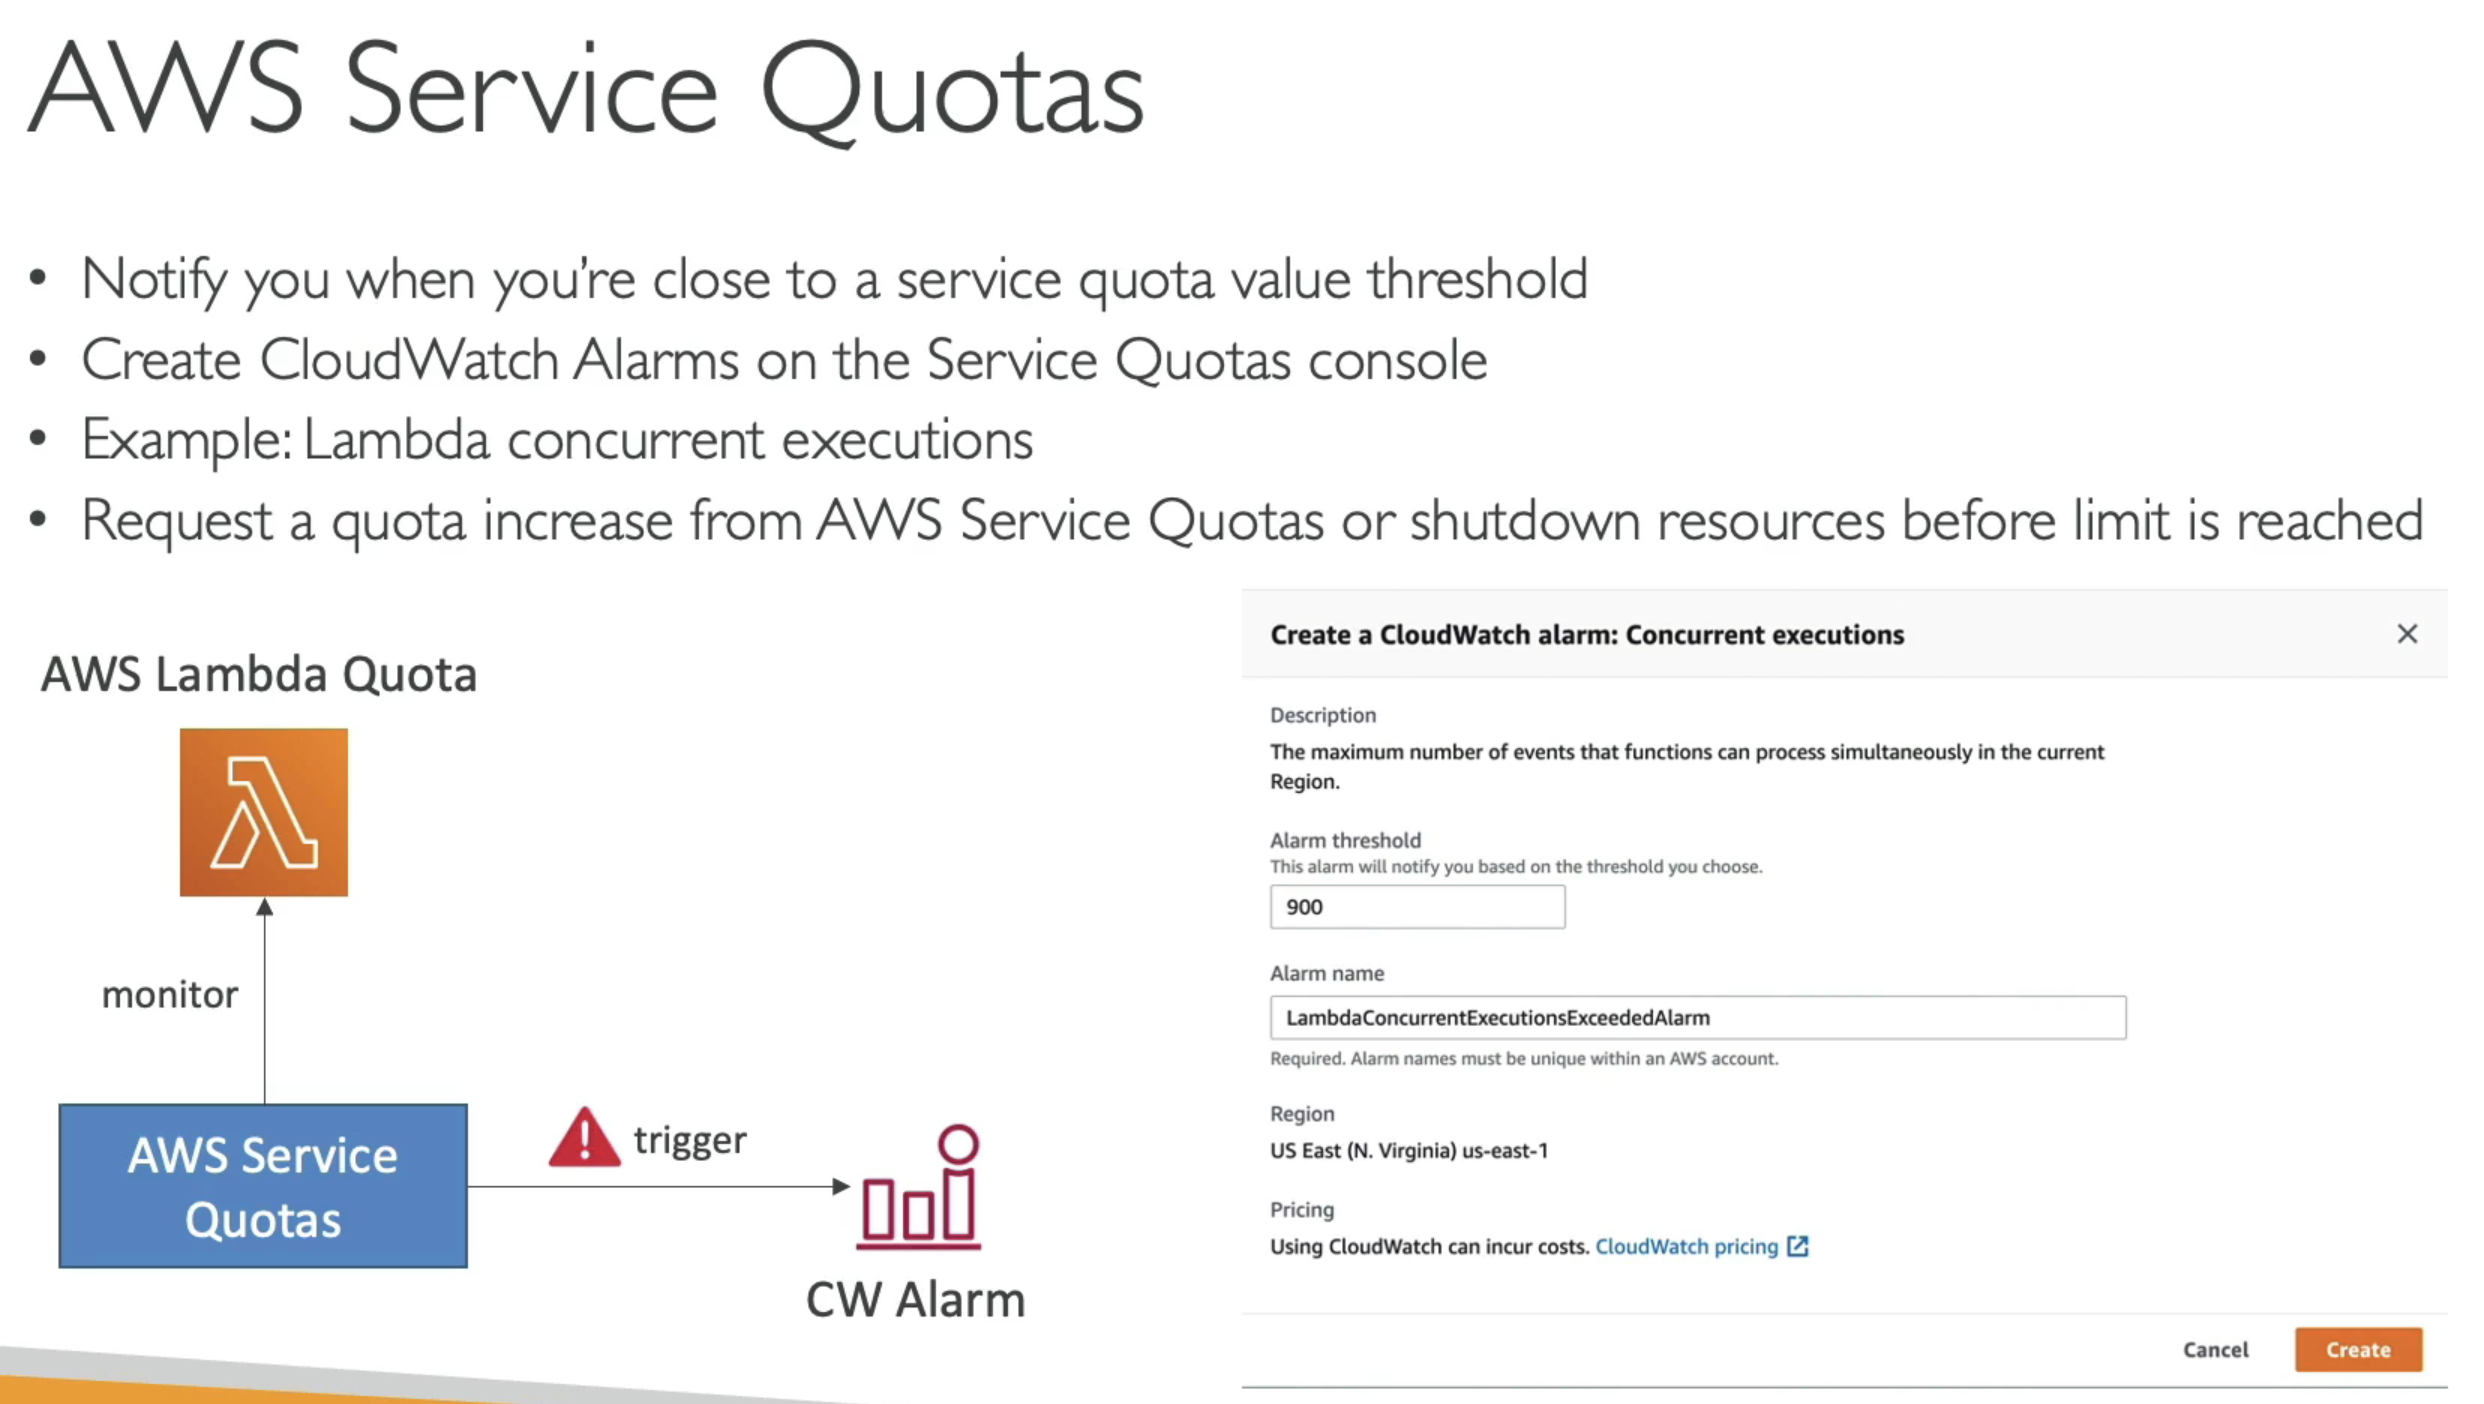 AWS Service Quotas
• Notify you when you're close to a service quota value threshold
• Create CloudWatch Alarms on the Service Quotas console
• Example: Lambda concurrent executions
• Request a quota increase from AWS Service Quotas or shutdown resources before limit is reached
AWS Lambda Quota
monitor
AWS Service
Quotas
trigger
CW Alarm
Create a CloudWatch alarm: Concurrent executions
Description
The maximum number of events that functions can process simultaneously in the current
Region.
Alarm threshold
This alarm will notify you based on the threshold you choose.
900
Alarm name
LambdaConcurrentExecutionsExceededAlarm
Required. Alarm names must be unique within an AWS account.
Region
US East (N. Virginia) us-east-1
Pricing
Using CloudWatch can incur costs. CloudWatch pricing
Cancel
Create